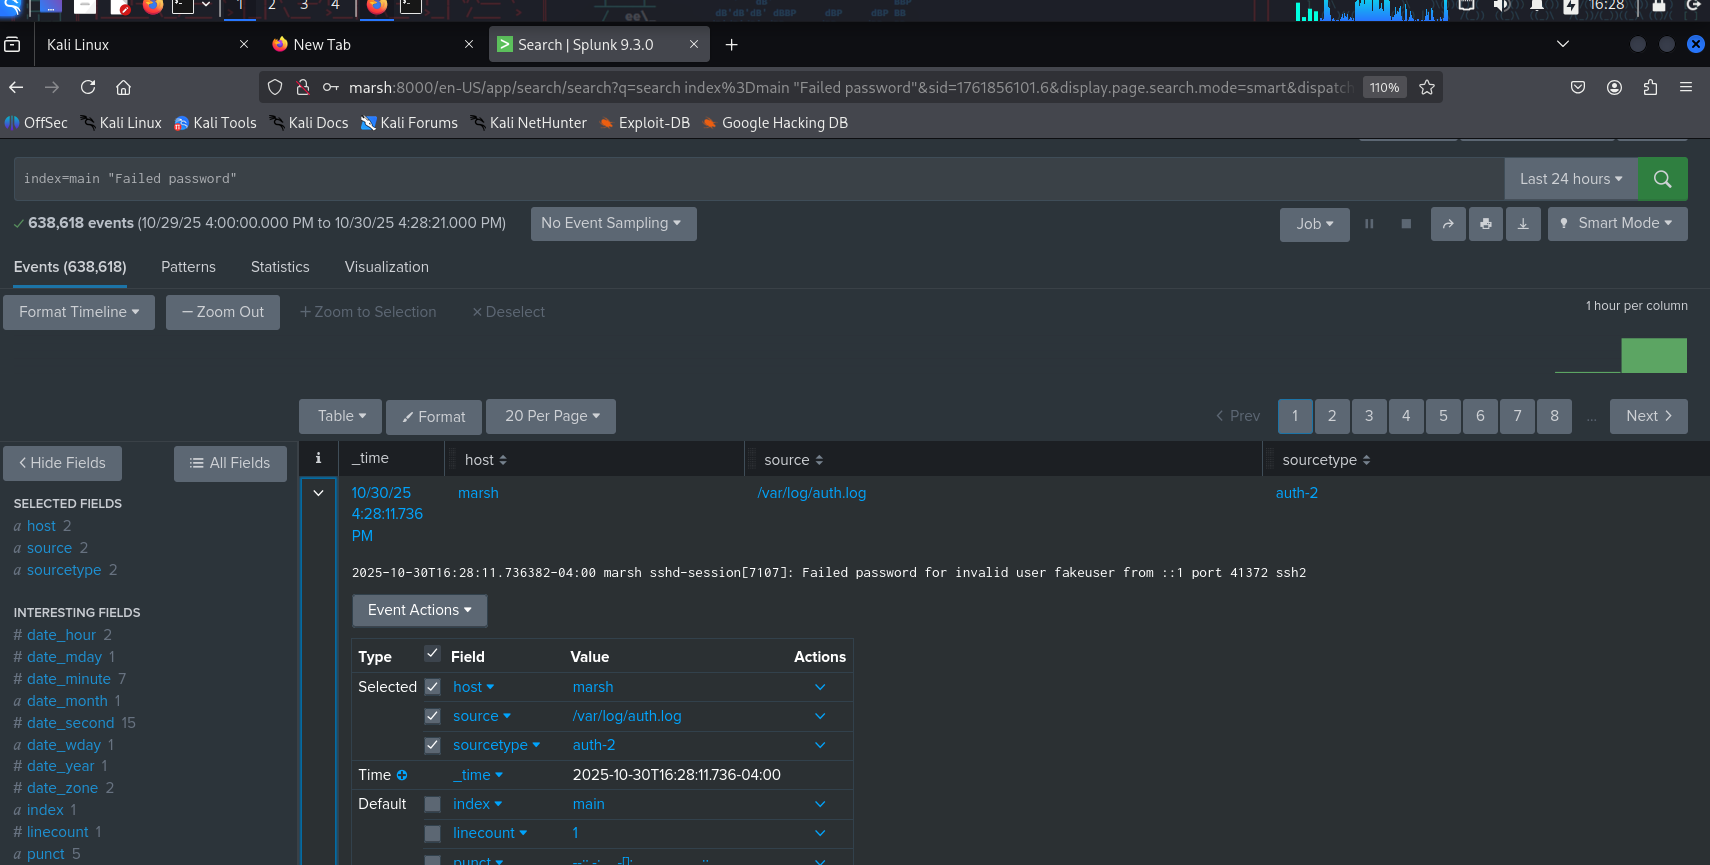 1 2 3 4 16:28
Kali Linux × New Tab × Search | Splunk 9.3.0 × +
marsh:8000/en-US/app/search/search?q=search index%3Dmain "Failed password"&sid=1761856101.6&display.page.search.mode=smart&dispatch 110%
OffSec Kali Linux Kali Tools Kali Docs Kali Forums Kali NetHunter Exploit-DB Google Hacking DB
index=main "Failed password" Last 24 hours
638,618 events (10/29/25 4:00:00.000 PM to 10/30/25 4:28:21.000 PM) No Event Sampling Job Smart Mode
Events (638,618) Patterns Statistics Visualization
Format Timeline — Zoom Out + Zoom to Selection × Deselect 1 hour per column
Table Format 20 Per Page < Prev 1 2 3 4 5 6 7 8 ... Next >
< Hide Fields All Fields i _time host source sourcetype
SELECTED FIELDS
a host 2
a source 2
a sourcetype 2
INTERESTING FIELDS
# date_hour 2
# date_mday 1
# date_minute 7
a date_month 1
# date_second 15
a date_wday 1
# date_year 1
# date_zone 2
a index 1
# linecount 1
a punct 5
10/30/25 marsh /var/log/auth.log auth-2
4:28:11.736
PM
2025-10-30T16:28:11.736382-04:00 marsh sshd-session[7107]: Failed password for invalid user fakeuser from ::1 port 41372 ssh2
Event Actions
Type Field Value Actions
Selected host marsh
source /var/log/auth.log
sourcetype auth-2
Time _time 2025-10-30T16:28:11.736-04:00
Default index main
linecount 1
punct